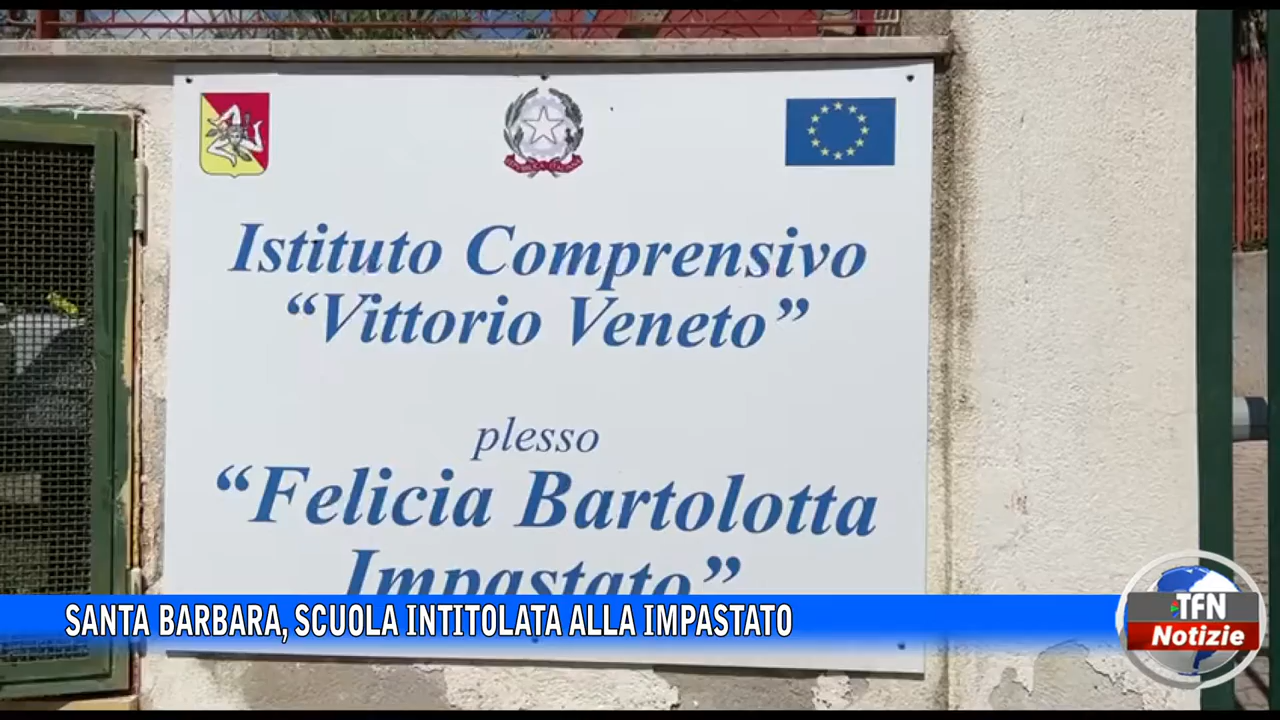 Istituto Comprensivo
“Vittorio Veneto”
plesso
“Felicia Bartolotta
Impastato”
SANTA BARBARA, SCUOLA INTITOLATA ALLA IMPASTATO
TFN
Notizie